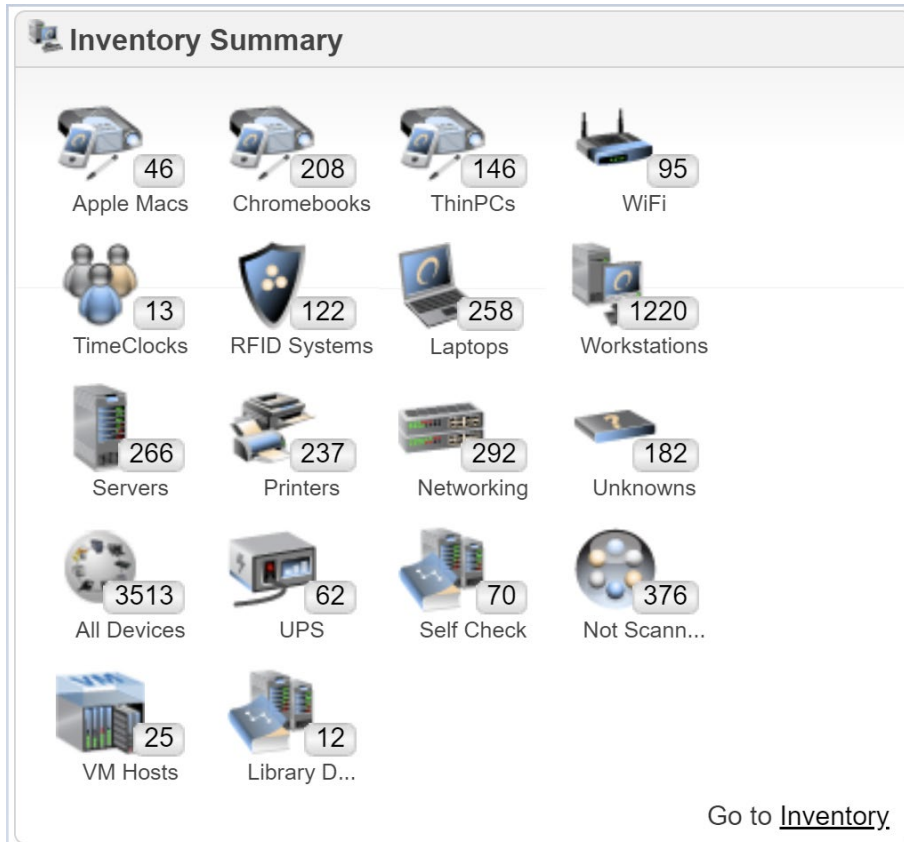 Inventory Summary
46 208 146 95
Apple Macs Chromebooks ThinPCs WiFi
13 122 258 1220
TimeClocks RFID Systems Laptops Workstations
266 237 292 182
Servers Printers Networking Unknowns
3513 62 70 376
All Devices UPS Self Check Not Scann...
VM
25 12
VM Hosts Library D...
Go to Inventory